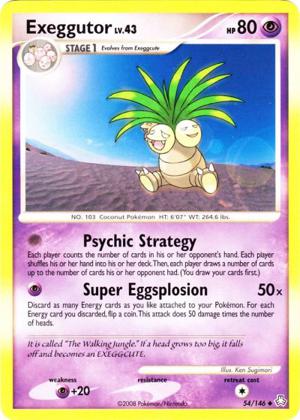 Exeggutor LV.43 HP 80
STAGE 1 Evolves from Exeggcute
NO. 103 Coconut Pokémon HT: 6'07" WT: 264.6 lbs.
Psychic Strategy
Each player counts the number of cards in his or her opponent's hand. Each player
shuffles his or her hand into his or her deck. Then, each player draws a number of cards
up to the number of cards his or her opponent had. (You draw your cards first.)
Super Eggsplosion 50x
Discard as many Energy cards as you like attached to your Pokémon. For each
Energy card you discarded, flip a coin. This attack does 50 damage times the number
of heads.
It is called "The Walking Jungle." If a head grows too big, it falls
off and becomes an EXEGGCUTE.
Illus. Ken Sugimori
weakness resistance retreat cost
+20
©2008 Pokémon/Nintendo 54/146